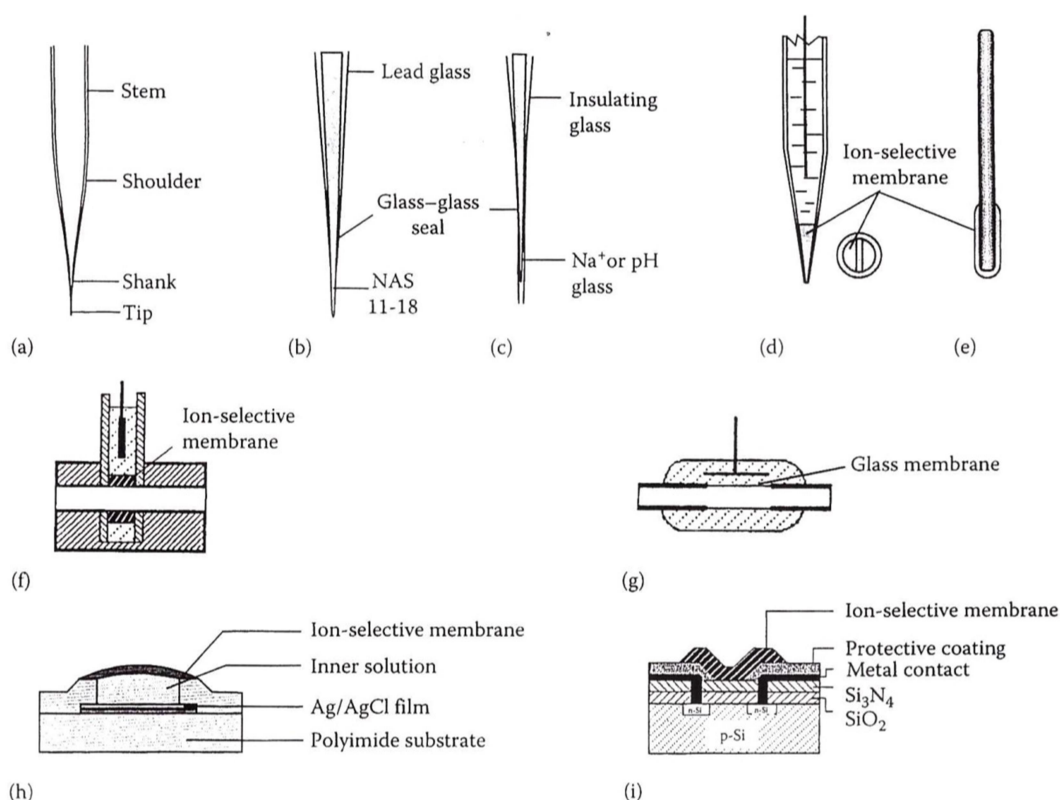 Stem
Shoulder
Shank
Tip
(a)
Lead glass
Glass–glass
seal
NAS
11-18
(b)
Insulating
glass
Na⁺or pH
glass
(c)
Ion-selective
membrane
(d)
(e)
Ion-selective
membrane
(f)
Glass membrane
(g)
Ion-selective membrane
Inner solution
Ag/AgCl film
Polyimide substrate
(h)
Ion-selective membrane
Protective coating
Metal contact
Si₃N₄
SiO₂
n-Si
n-Si
p-Si
(i)